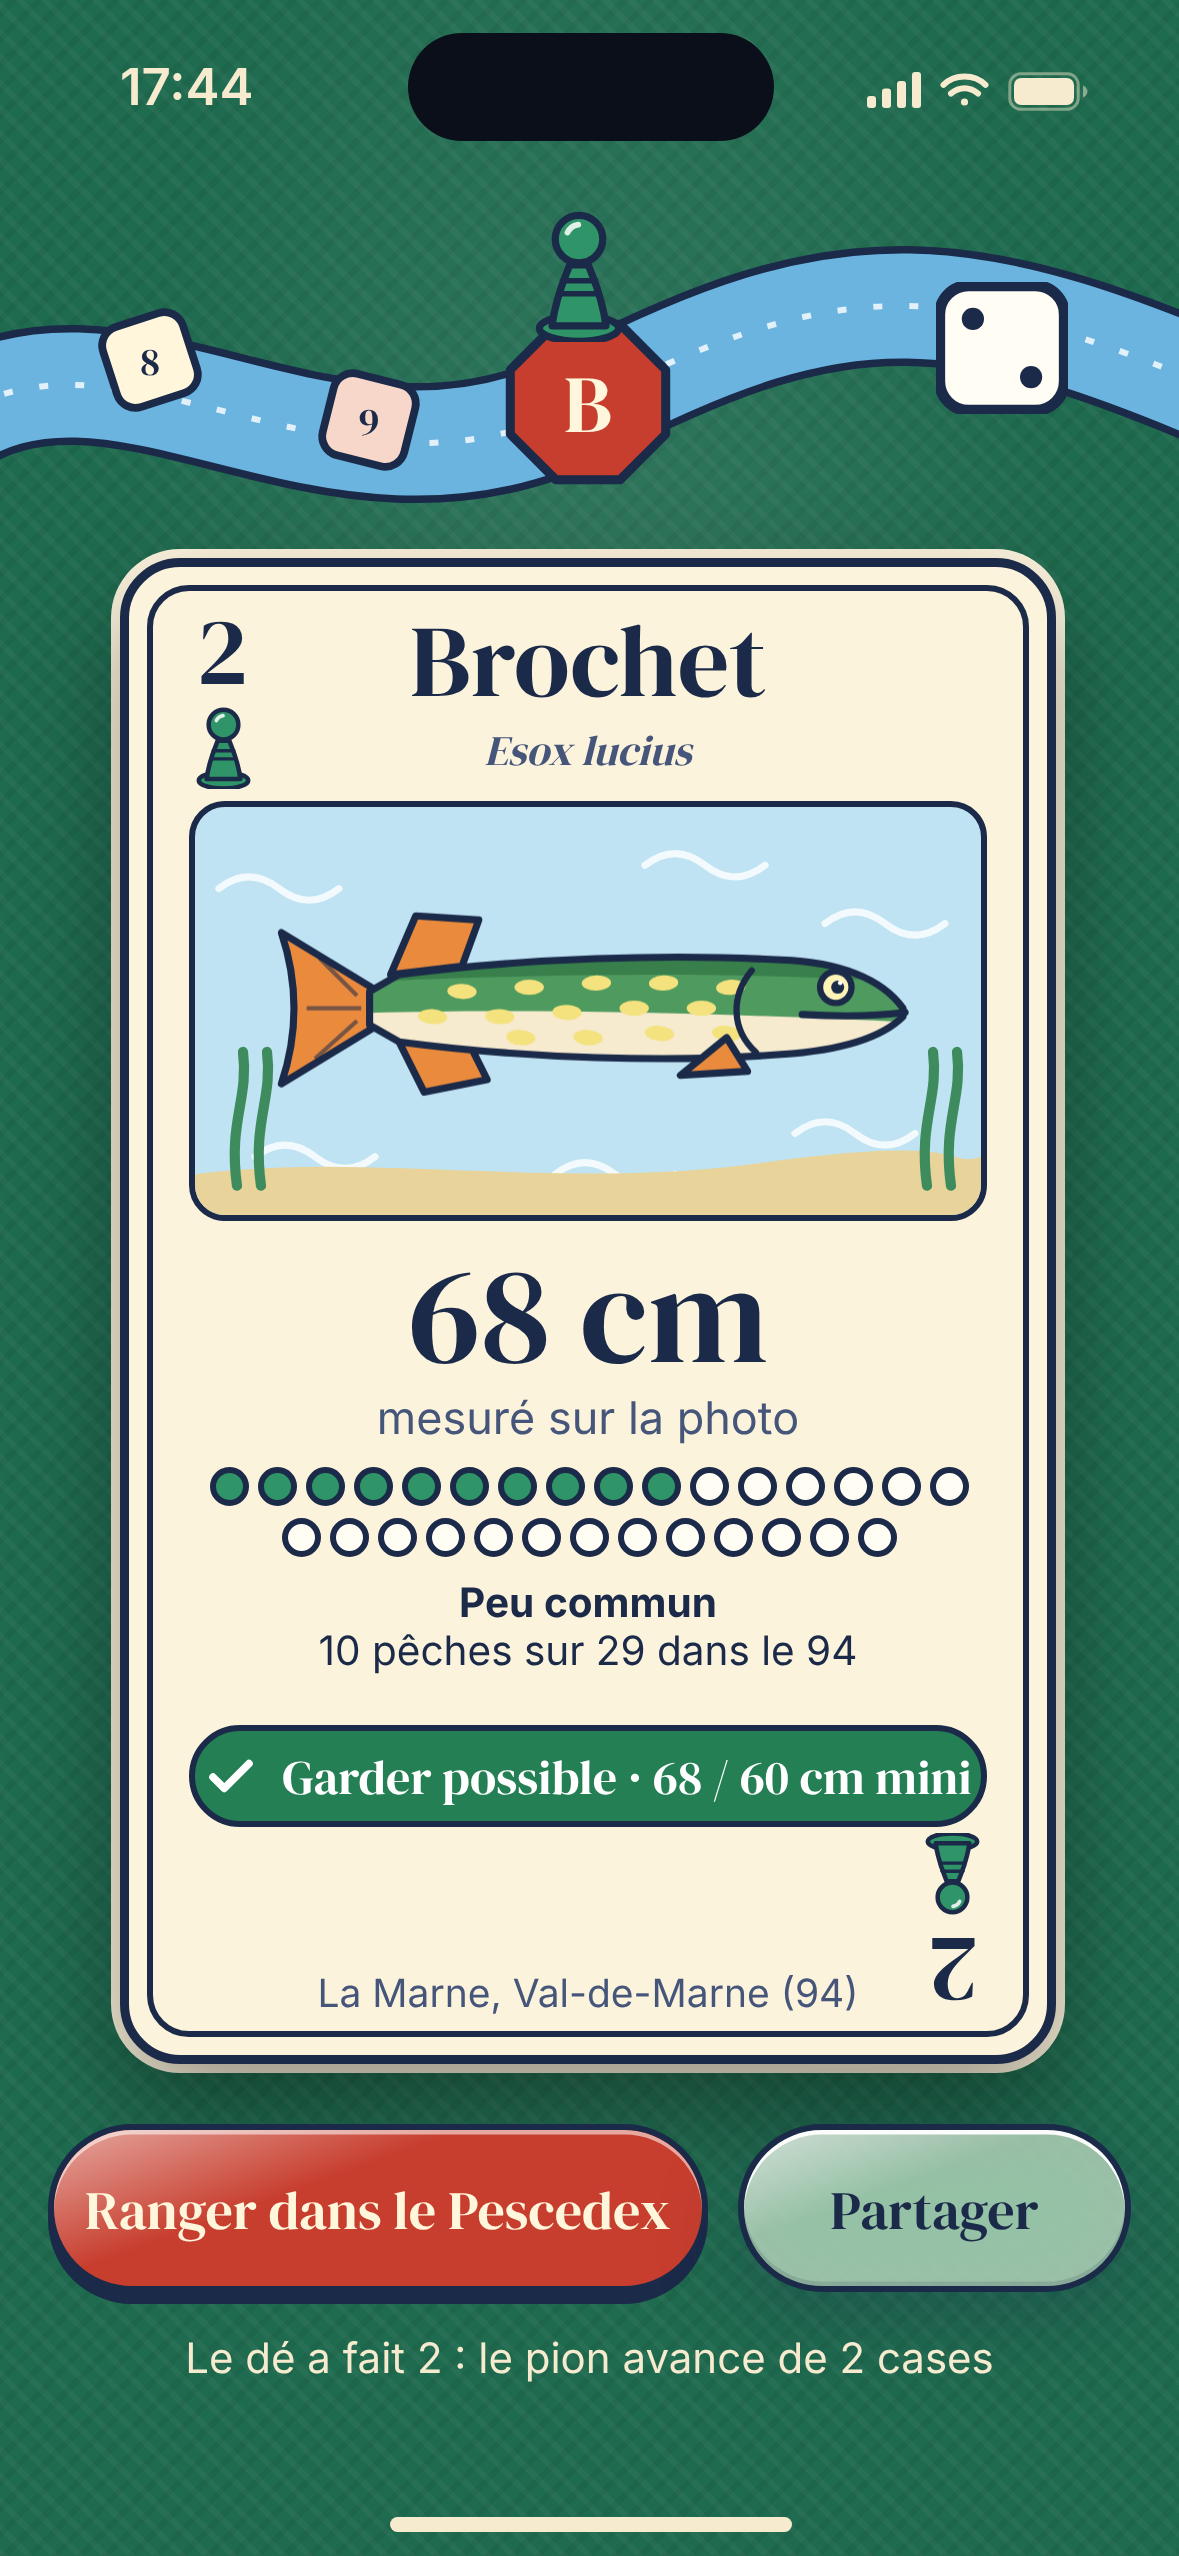 17:44
8
9
B
2
Brochet
Esox lucius
68 cm
mesuré sur la photo
Peu commun
10 pêches sur 29 dans le 94
Garder possible · 68 / 60 cm mini
2
La Marne, Val-de-Marne (94)
Ranger dans le Pescedex
Partager
Le dé a fait 2 : le pion avance de 2 cases